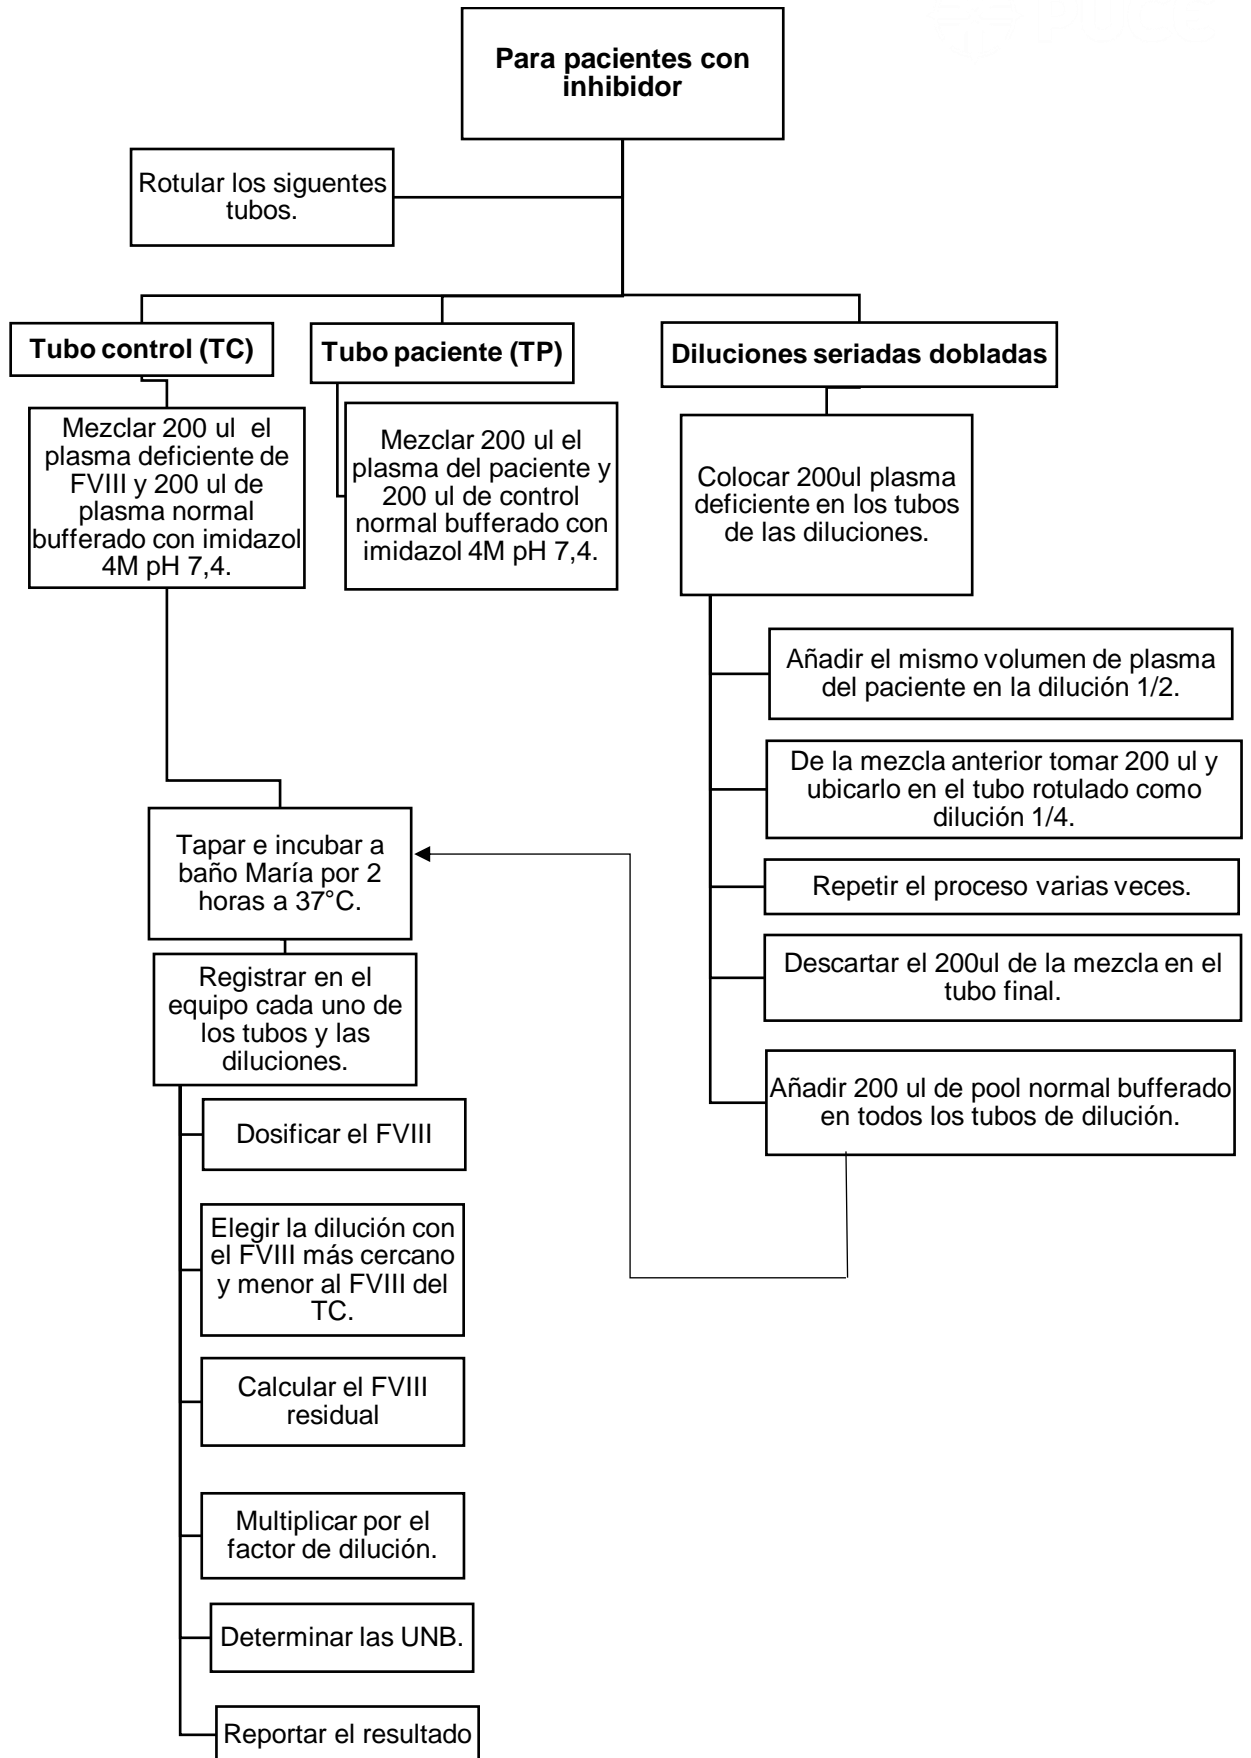 Para pacientes con
inhibidor
Rotular los siguentes
tubos.
Tubo control (TC)
Mezclar 200 ul  el
plasma deficiente de
FVIII y 200 ul de
plasma normal
bufferado con imidazol
4M pH 7,4.
Tubo paciente (TP)
Mezclar 200 ul el
plasma del paciente y
200 ul de control
normal bufferado con
imidazol 4M pH 7,4.
Diluciones seriadas dobladas
Colocar 200ul plasma
deficiente en los tubos
de las diluciones.
Añadir el mismo volumen de plasma
del paciente en la dilución 1/2.
De la mezcla anterior tomar 200 ul y
ubicarlo en el tubo rotulado como
dilución 1/4.
Repetir el proceso varias veces.
Descartar el 200ul de la mezcla en el
tubo final.
Añadir 200 ul de pool normal bufferado
en todos los tubos de dilución.
Tapar e incubar a
baño María por 2
horas a 37°C.
Registrar en el
equipo cada uno de
los tubos y las
diluciones.
Dosificar el FVIII
Elegir la dilución con
el FVIII más cercano
y menor al FVIII del
TC.
Calcular el FVIII
residual
Multiplicar por el
factor de dilución.
Determinar las UNB.
Reportar el resultado